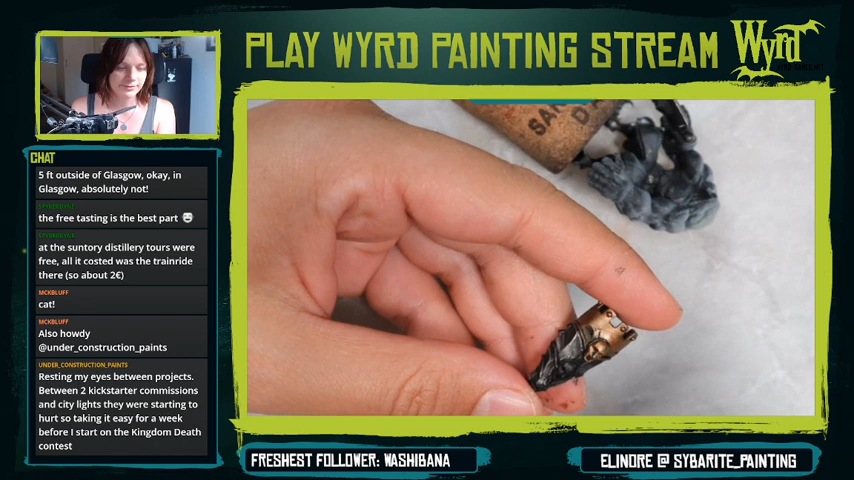 PLAY WYRD PAINTING STREAM
Wyrd
CHAT
5 ft outside of Glasgow, okay, in
Glasgow, absolutely not!
the free tasting is the best part
at the suntory distillery tours were
free, all it costed was the trainride
there (so about 2€)
MCKBLUFF
cat!
MCKBLUFF
Also howdy
@under_construction_paints
UNDER_CONSTRUCTION_PAINTS
Resting my eyes between projects.
Between 2 kickstarter commissions
and city lights they were starting to
hurt so taking it easy for a week
before I start on the Kingdom Death
contest
FRESHEST FOLLOWER: WASHIBANA
ELINORE @ SYBARITE_PAINTING